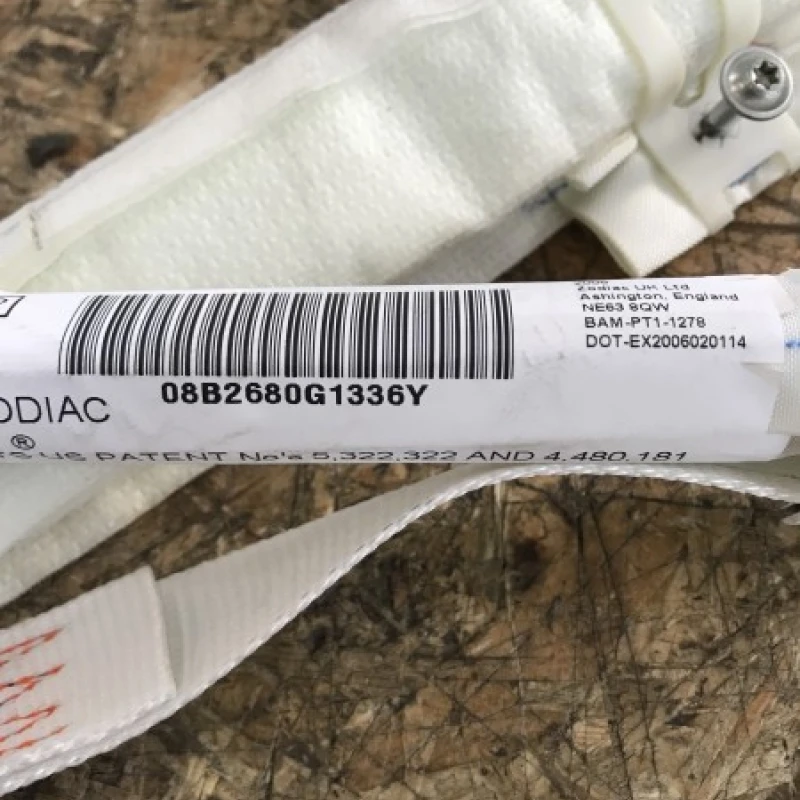 Zodiac UK Ltd
Ashington, England
NE63 8QW
BAM-PT1-1278
DOT-EX2006020114
08B2680G1336Y
ODIAC
®
US PATENT No's 5,322,322 AND 4,480,181